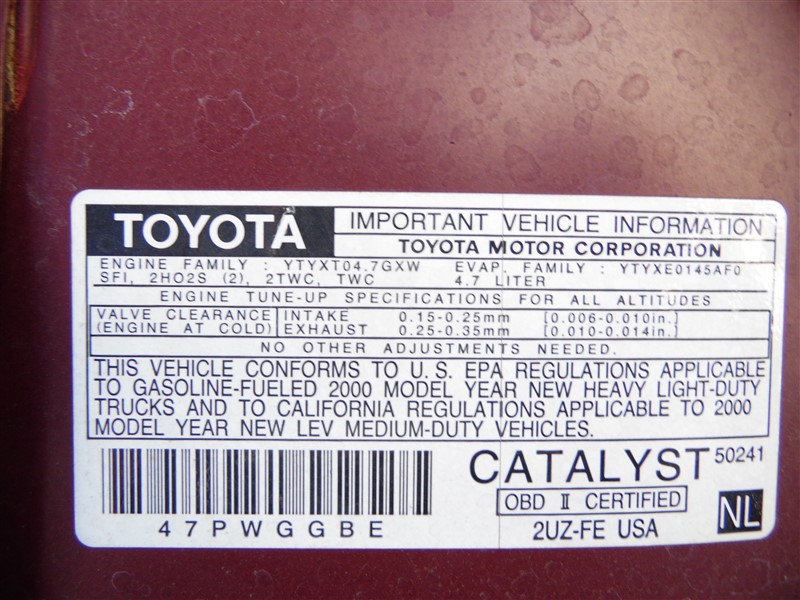 TOYOTA
IMPORTANT VEHICLE INFORMATION
TOYOTA MOTOR CORPORATION
ENGINE FAMILY : YTYXT04.7GXW EVAP. FAMILY : YTYXE0145AF0
SFI, 2HO2S (2), 2TWC, TWC 4.7 LITER
ENGINE TUNE-UP SPECIFICATIONS FOR ALL ALTITUDES
VALVE CLEARANCE INTAKE 0.15-0.25mm [0.006-0.010in.]
(ENGINE AT COLD) EXHAUST 0.25-0.35mm [0.010-0.014in.]
NO OTHER ADJUSTMENTS NEEDED.
THIS VEHICLE CONFORMS TO U.S. EPA REGULATIONS APPLICABLE
TO GASOLINE-FUELED 2000 MODEL YEAR NEW HEAVY LIGHT-DUTY
TRUCKS AND TO CALIFORNIA REGULATIONS APPLICABLE TO 2000
MODEL YEAR NEW LEV MEDIUM-DUTY VEHICLES.
CATALYST 50241
OBD II CERTIFIED
47PWGGBE 2UZ-FE USA NL